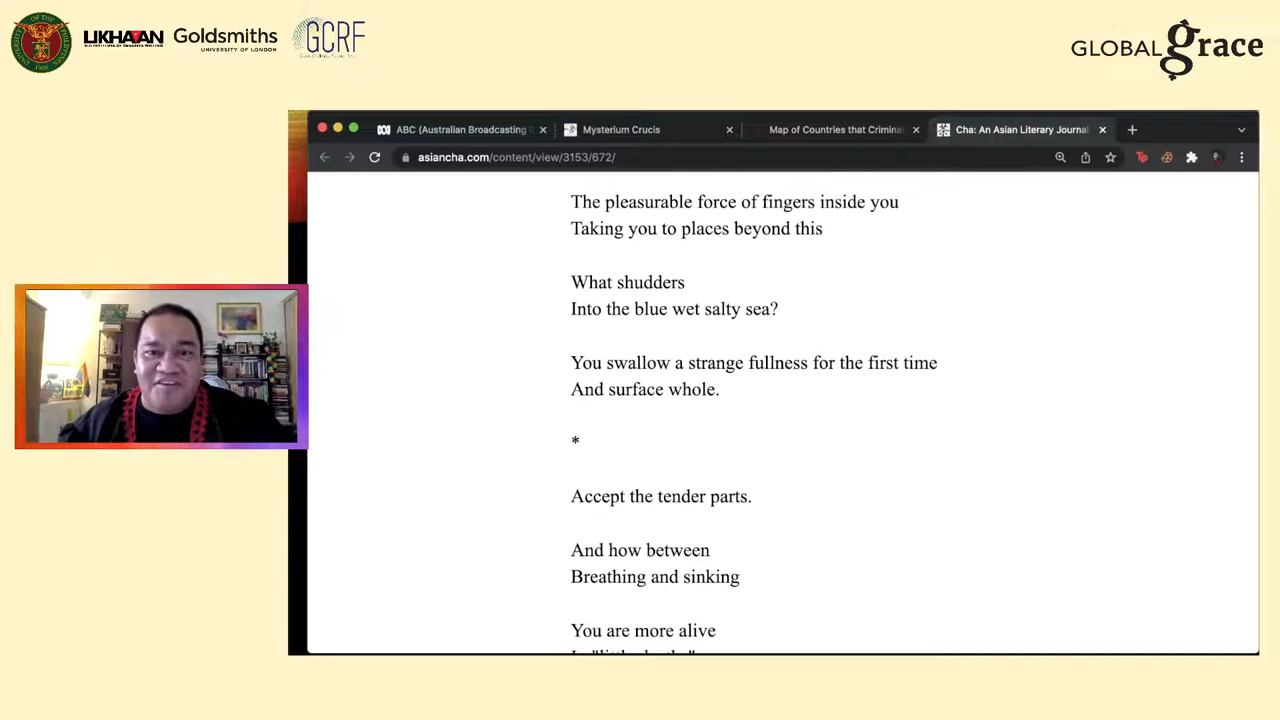 LIKHAAN
Goldsmiths
UNIVERSITY OF LONDON
GCRF
GLOBAL grace
ABC (Australian Broadcasting
Mysterium Crucis
Map of Countries that Criminal
Cha: An Asian Literary Journal
asiancha.com/content/view/3153/672/
The pleasurable force of fingers inside you
Taking you to places beyond this
What shudders
Into the blue wet salty sea?
You swallow a strange fullness for the first time
And surface whole.
*
Accept the tender parts.
And how between
Breathing and sinking
You are more alive